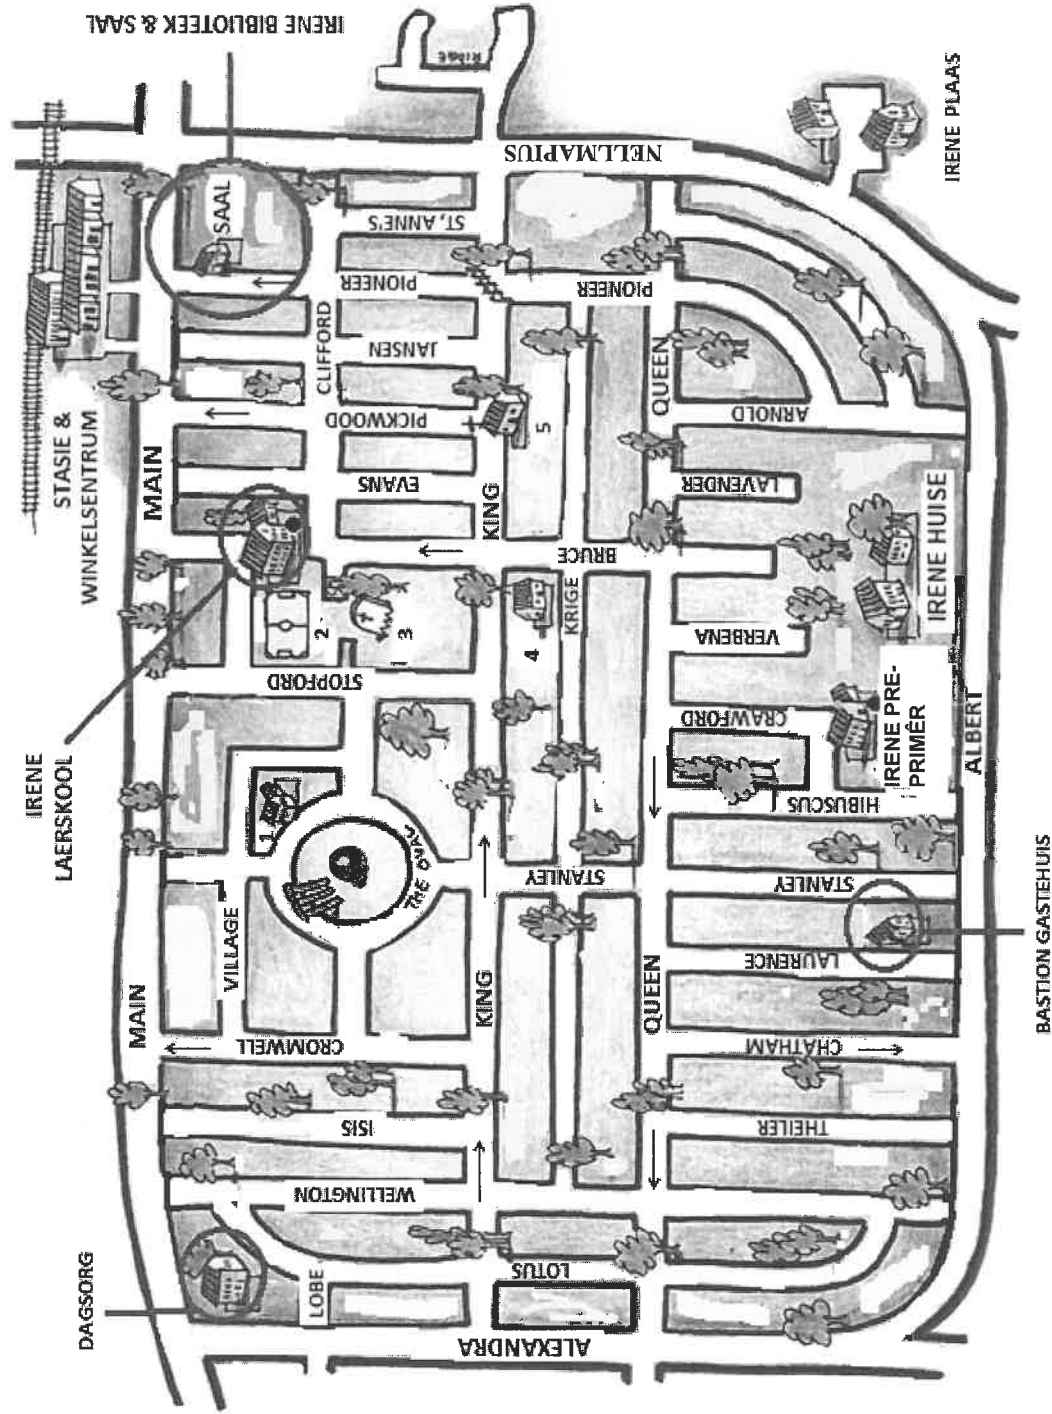 IRENE BIBLIOTEEK & SAAL
RINGE
STASIE &
WINKELSENTRUM
SAAL
NELLMAPIUS
IRENE PLAAS
ST, ANNE'S
PIONEER
PIONEER
JANSEN
CLIFFORD
PICKWOOD
QUEEN
ARNOLD
MAIN
EVANS
KING
5
LAVENDER
BRUCE
IRENE
LAERSKOOL
2
3
4
KRIGE
VERBENA
IRENE HUISE
STOPFORD
CRAWFORD
IRENE PRE-
PRIMÊR
ALBERT
1
HIBUSCUS
THE OVAL
STANLEY
STANLEY
VILLAGE
LAURENCE
BASTION GASTEHUIS
MAIN
KING
QUEEN
CROMWELL
CHATHAM
ISIS
THEILER
WELLINGTON
DAGSORG
LOBE
LOTUS
ALEXANDRA